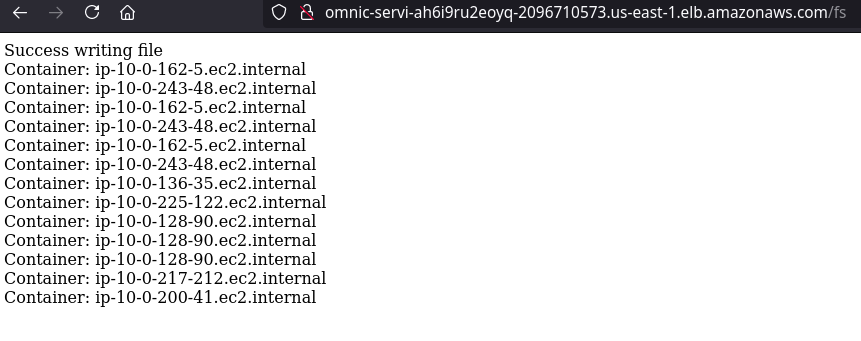 omnic-servi-ah6i9ru2eoyq-2096710573.us-east-1.elb.amazonaws.com/fs
Success writing file
Container: ip-10-0-162-5.ec2.internal
Container: ip-10-0-243-48.ec2.internal
Container: ip-10-0-162-5.ec2.internal
Container: ip-10-0-243-48.ec2.internal
Container: ip-10-0-162-5.ec2.internal
Container: ip-10-0-243-48.ec2.internal
Container: ip-10-0-136-35.ec2.internal
Container: ip-10-0-225-122.ec2.internal
Container: ip-10-0-128-90.ec2.internal
Container: ip-10-0-128-90.ec2.internal
Container: ip-10-0-128-90.ec2.internal
Container: ip-10-0-217-212.ec2.internal
Container: ip-10-0-200-41.ec2.internal